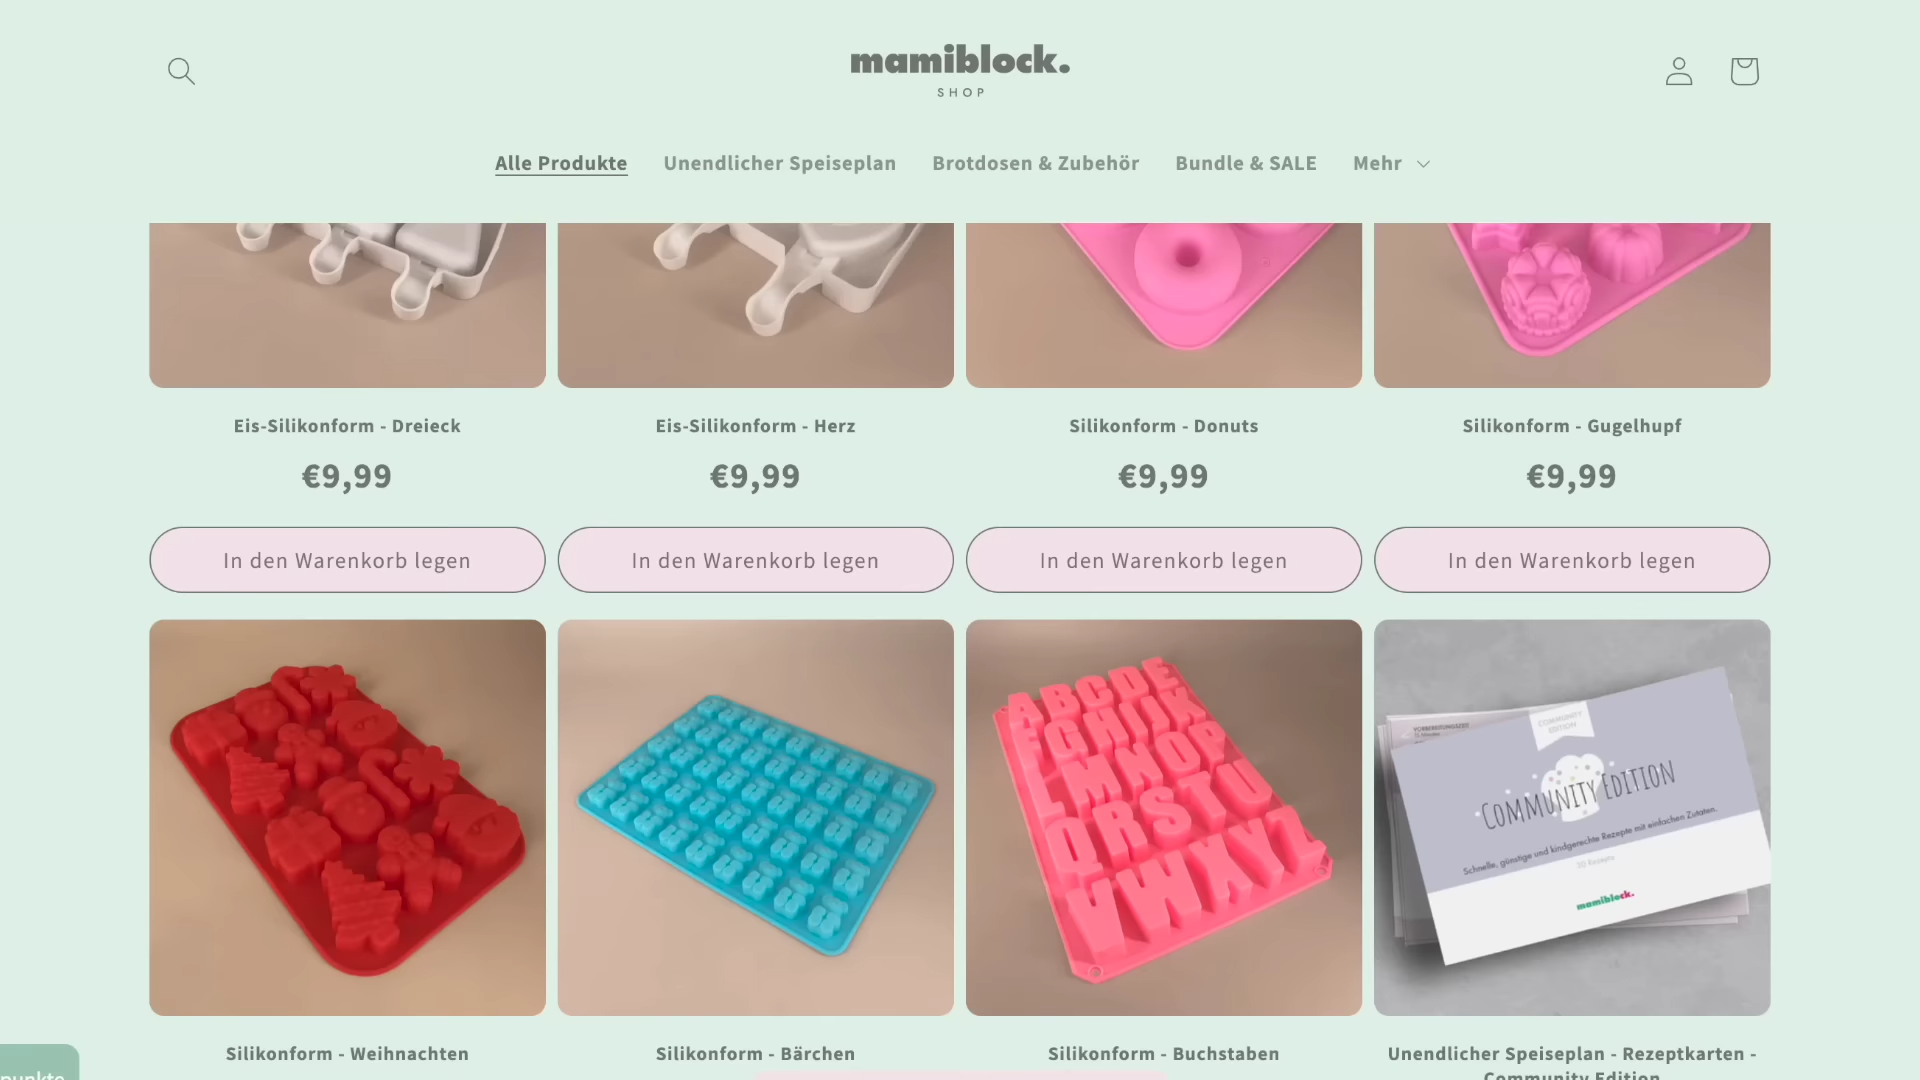 mamiblock.
SHOP
Alle Produkte
Unendlicher Speiseplan
Brotdosen & Zubehör
Bundle & SALE
Mehr
Eis-Silikonform - Dreieck
Eis-Silikonform - Herz
Silikonform - Donuts
Silikonform - Gugelhupf
€9,99
€9,99
€9,99
€9,99
In den Warenkorb legen
In den Warenkorb legen
In den Warenkorb legen
In den Warenkorb legen
ABCDE
FGHIJK
LMNOP
QRSTU
VWXYZ
COMMUNITY
EDITION
COMMUNITY EDITION
Schnelle, günstige und kindgerechte Rezepte mit einfachen Zutaten.
mamiblock.
Silikonform - Weihnachten
Silikonform - Bärchen
Silikonform - Buchstaben
Unendlicher Speiseplan - Rezeptkarten -
Community Edition
punkte